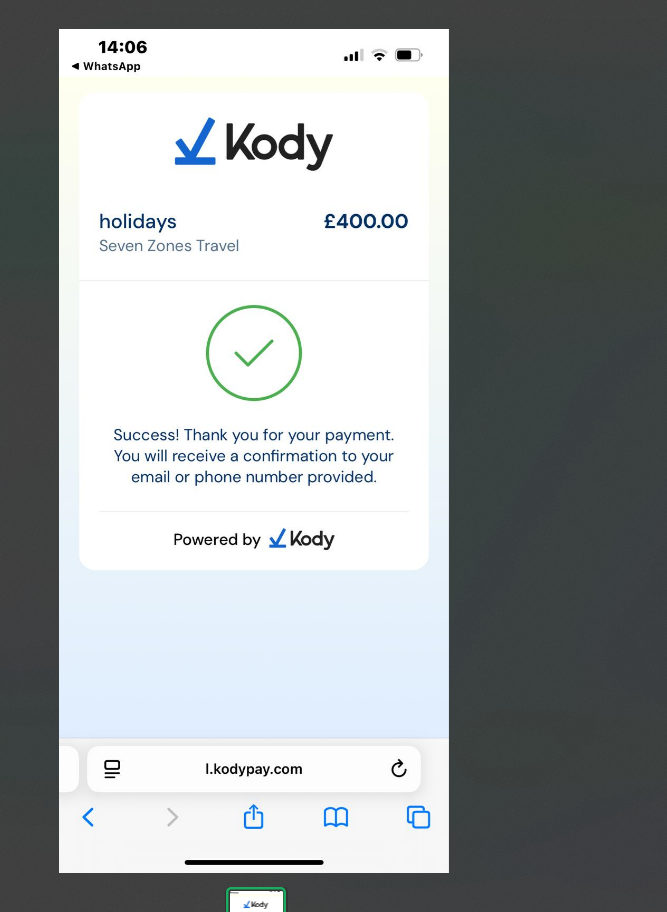 14:06
◀ WhatsApp
Kody
holidays £400.00
Seven Zones Travel
Success! Thank you for your payment.
You will receive a confirmation to your
email or phone number provided.
Powered by Kody
l.kodypay.com
Kody